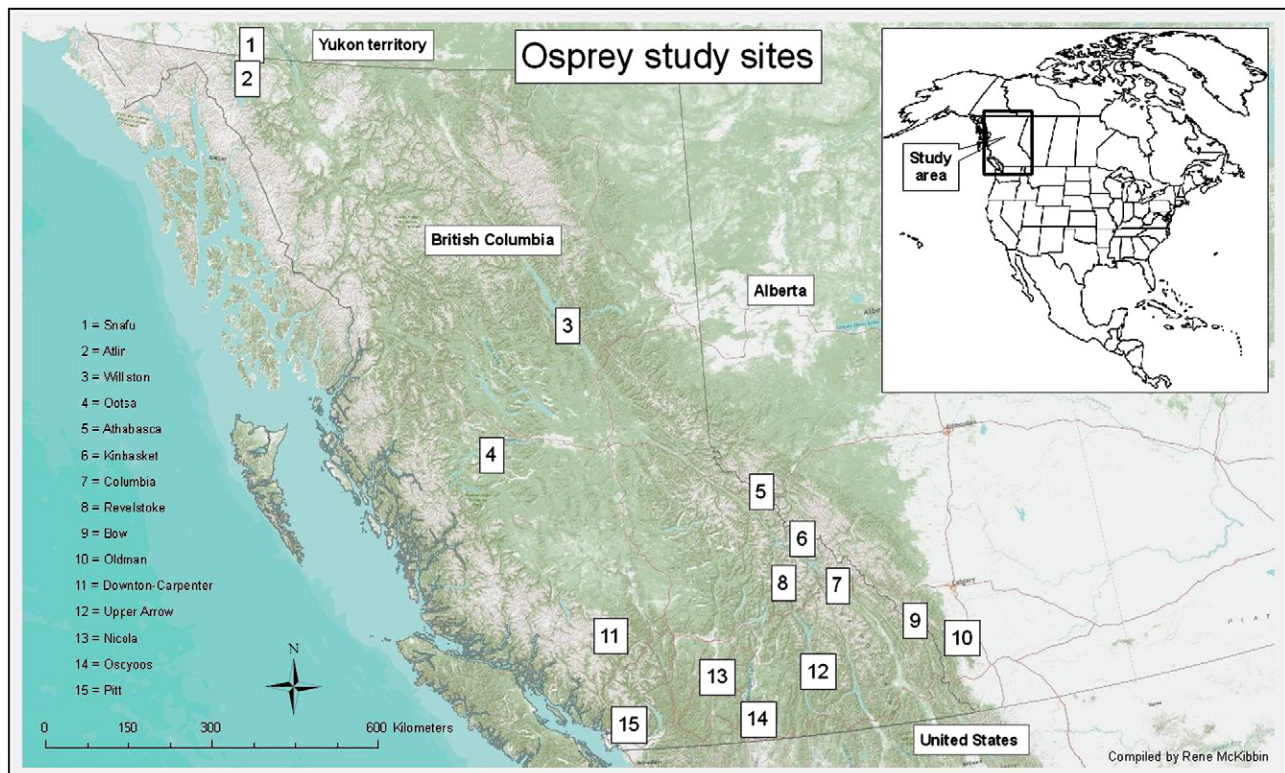 Osprey study sites
Yukon territory
British Columbia
Alberta
United States
Study
area
1
2
3
4
5
6
7
8
9
10
11
12
13
14
15
1 = Snafu
2 = Atlin
3 = Williston
4 = Ootsa
5 = Athabasca
6 = Kinbasket
7 = Columbia
8 = Revelstoke
9 = Bow
10 = Oldman
11 = Downton-Carpenter
12 = Upper Arrow
13 = Nicola
14 = Oscyoos
15 = Pitt
N
0 150 300 600 Kilometers
Edmonton
Calgary
P L A T
Compiled by Rene McKibbin